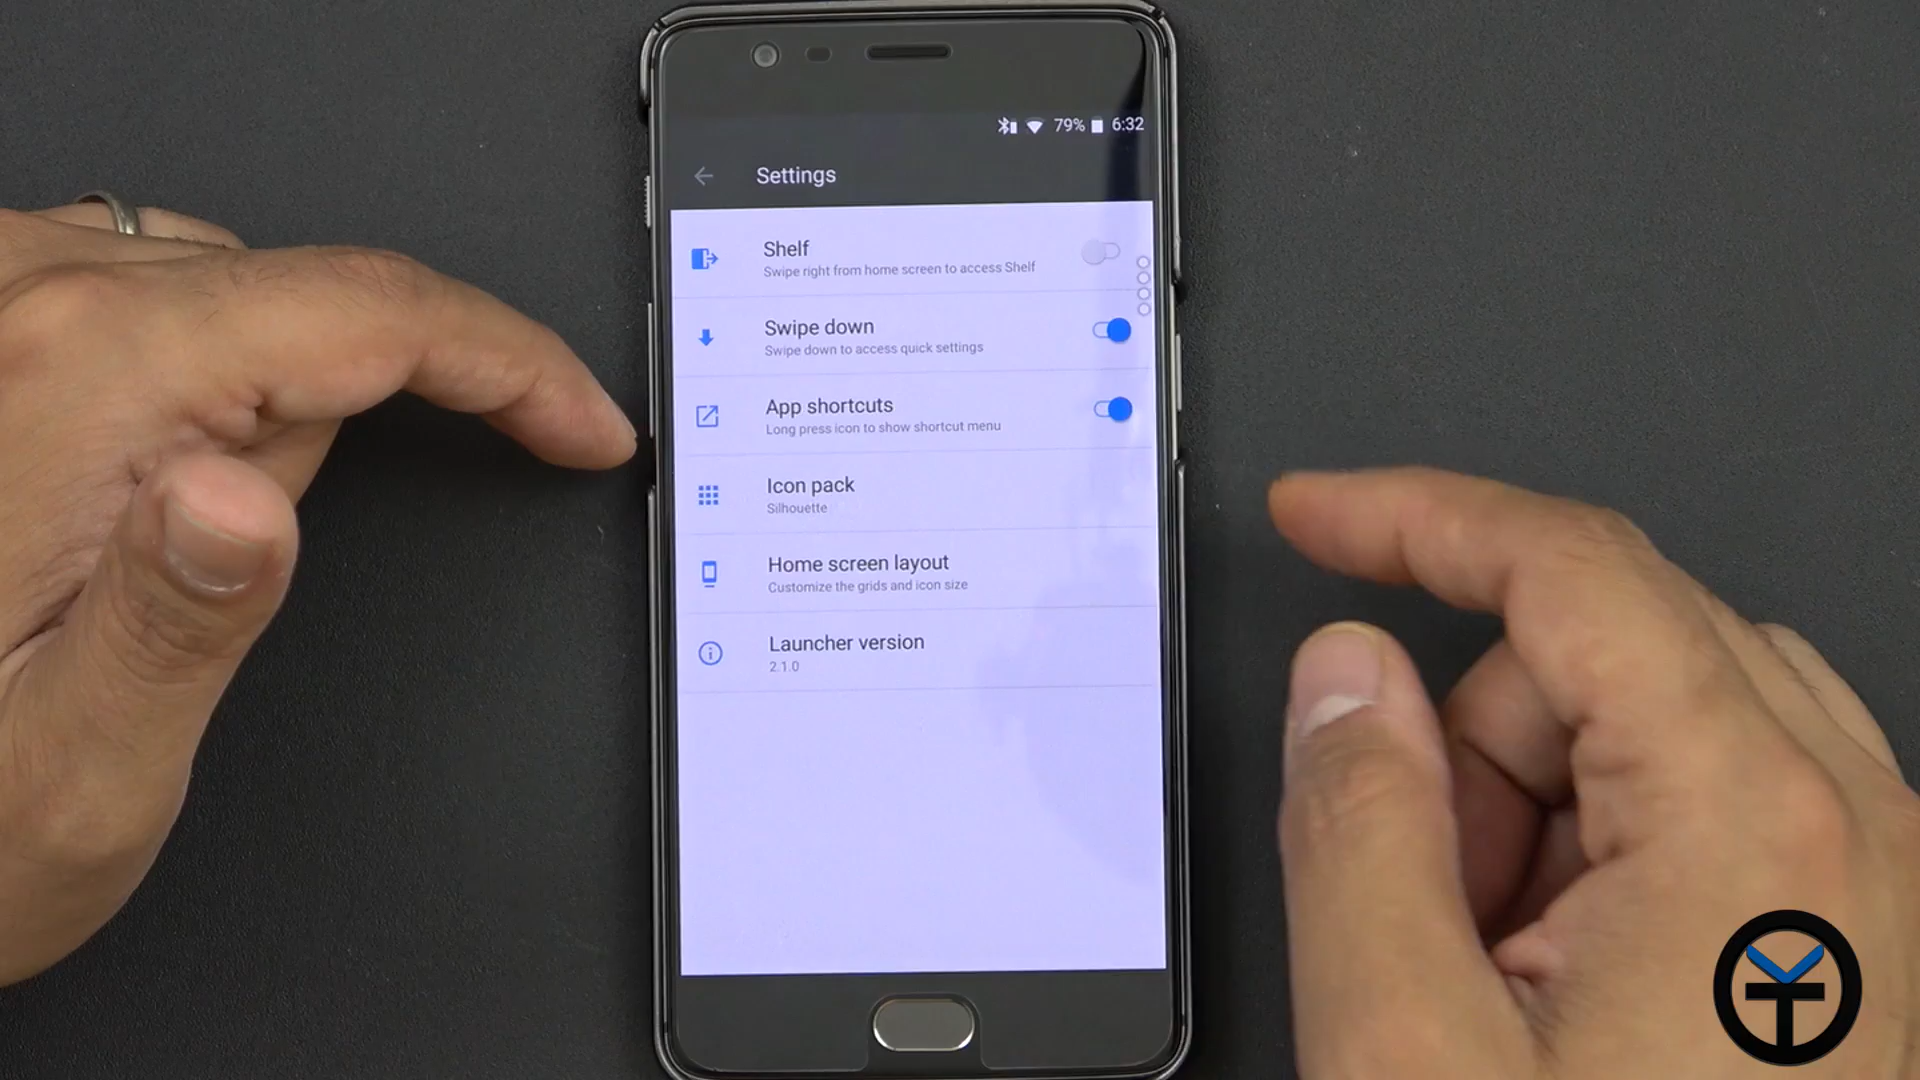 79% 6:32
Settings
Shelf
Swipe right from home screen to access Shelf
Swipe down
Swipe down to access quick settings
App shortcuts
Long press icon to show shortcut menu
Icon pack
Silhouette
Home screen layout
Customize the grids and icon size
Launcher version
2.1.0